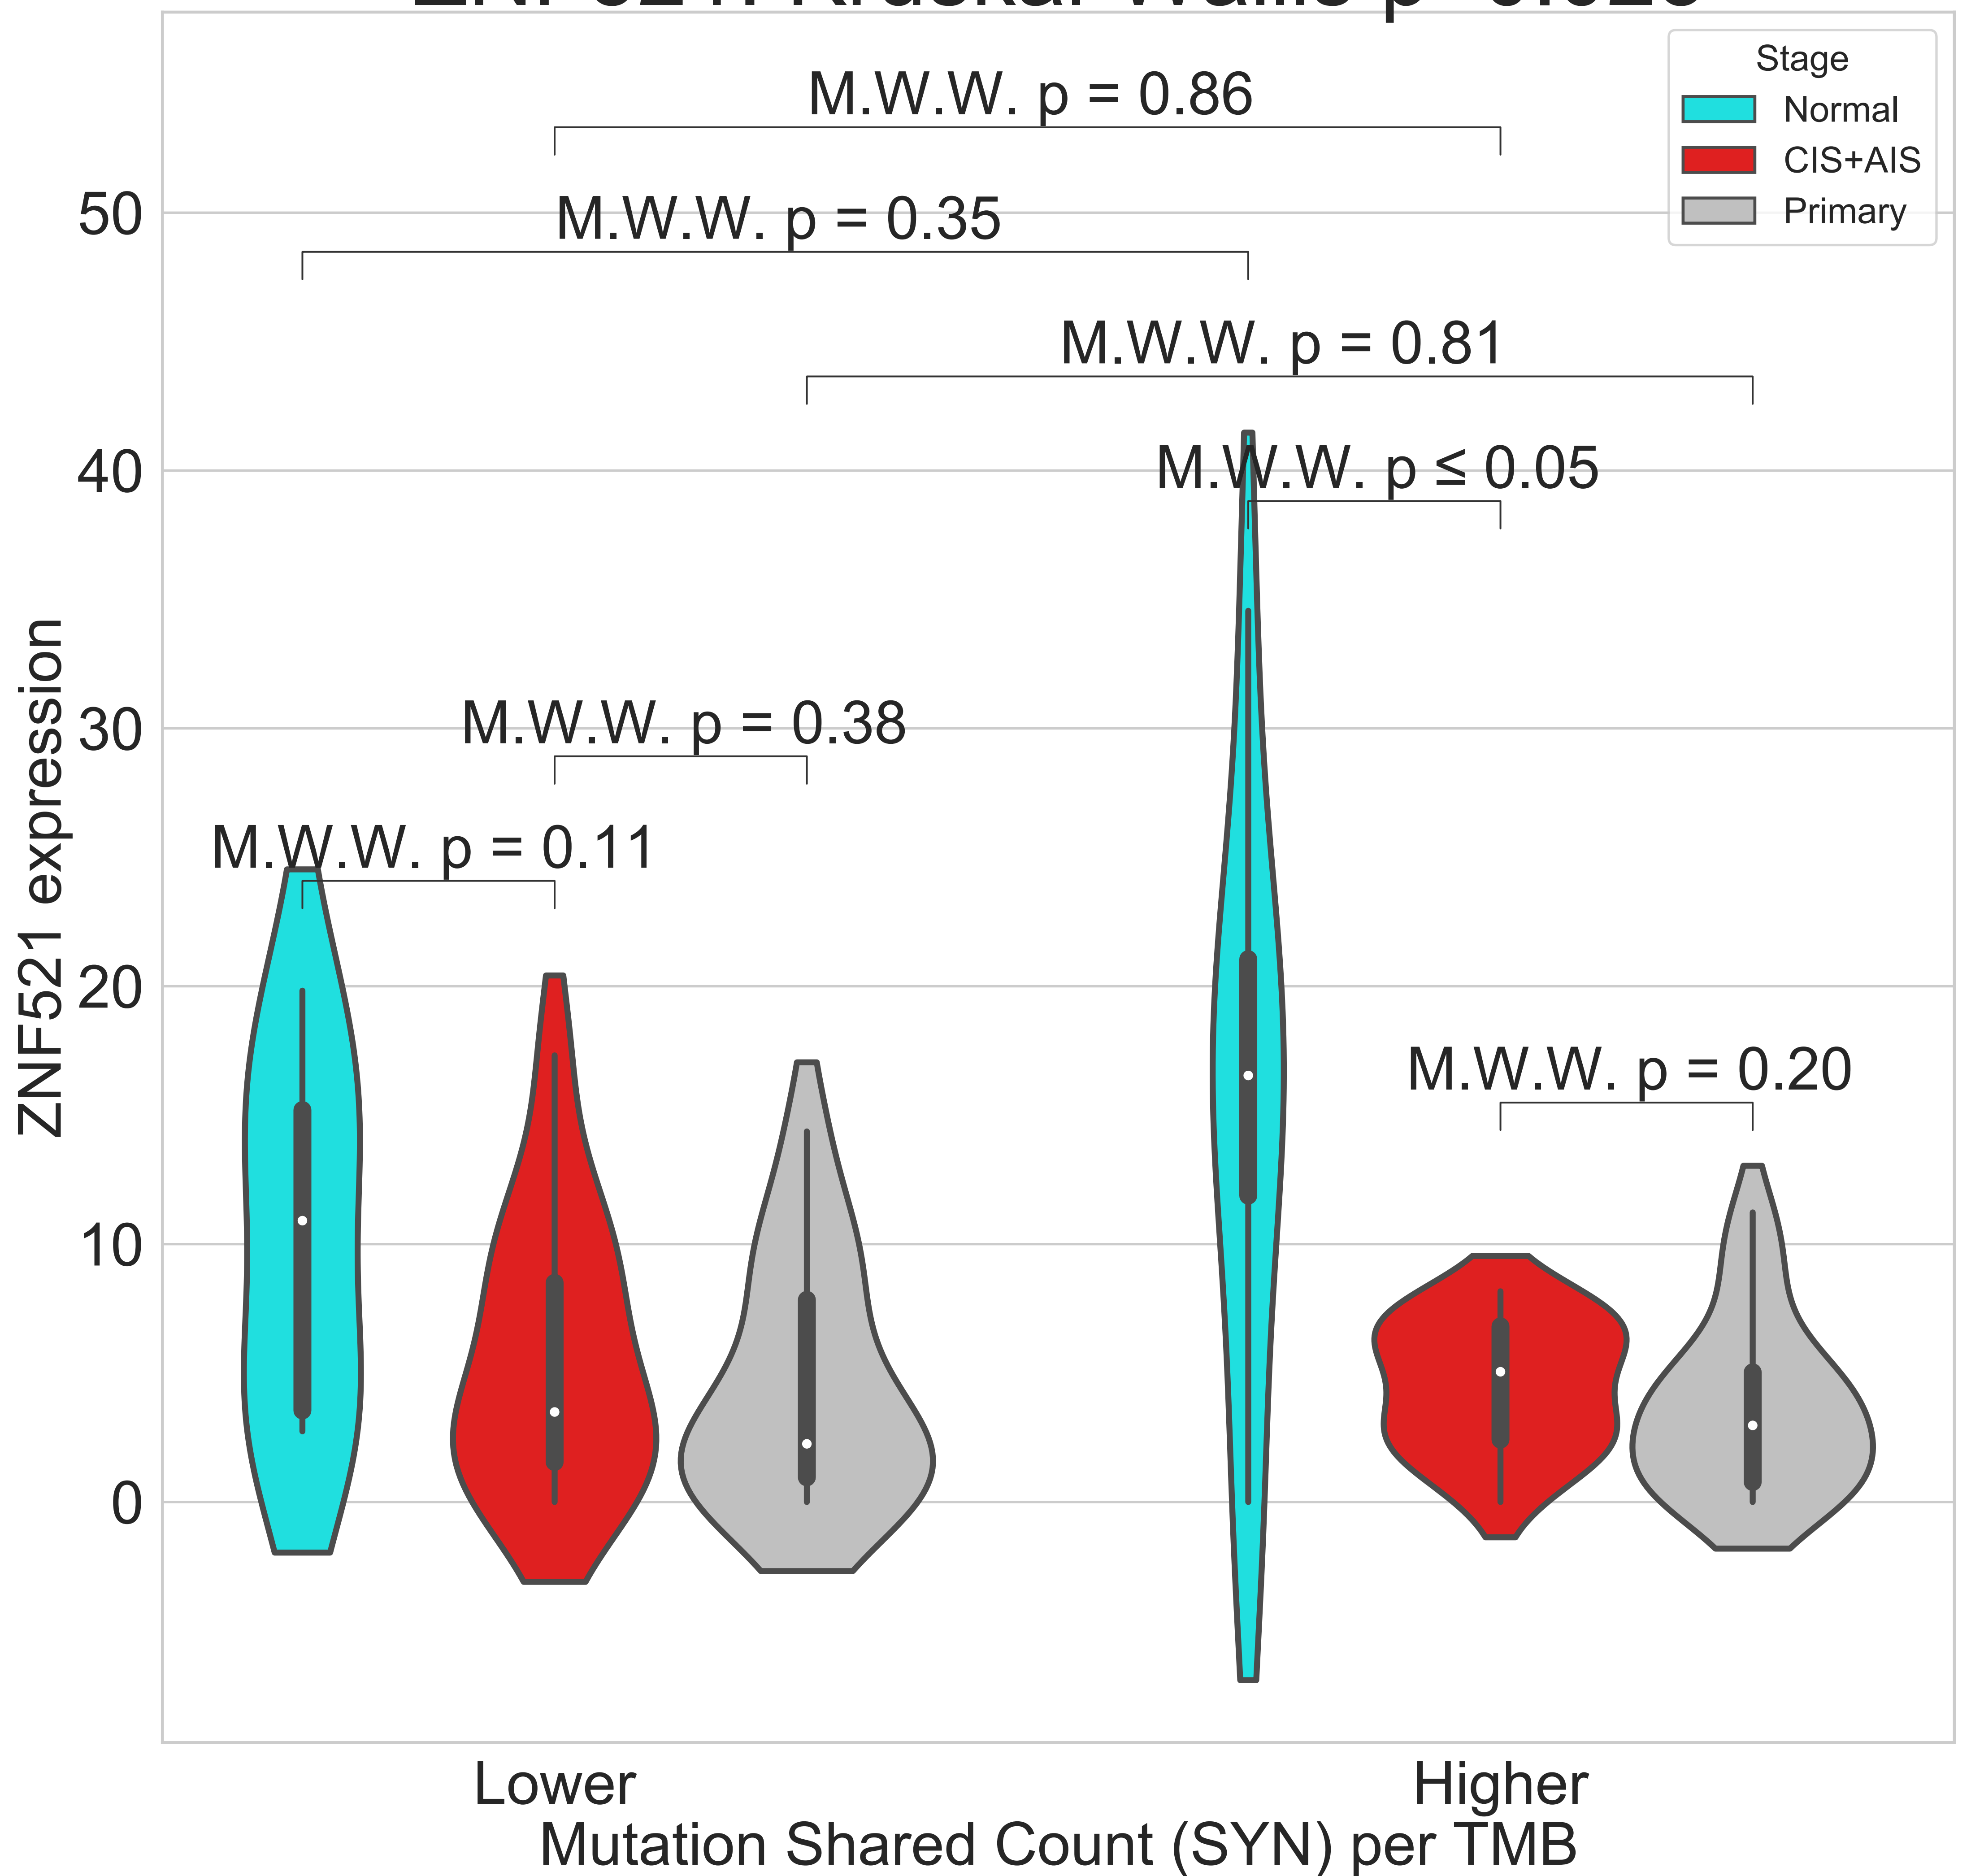 Stage
Normal
CIS+AIS
Primary
M.W.W. p = 0.86
M.W.W. p = 0.35
M.W.W. p = 0.81
M.W.W. p ≤ 0.05
M.W.W. p = 0.38
M.W.W. p = 0.11
M.W.W. p = 0.20
ZNF521 expression
50
40
30
20
10
0
Lower
Higher
Mutation Shared Count (SYN) per TMB